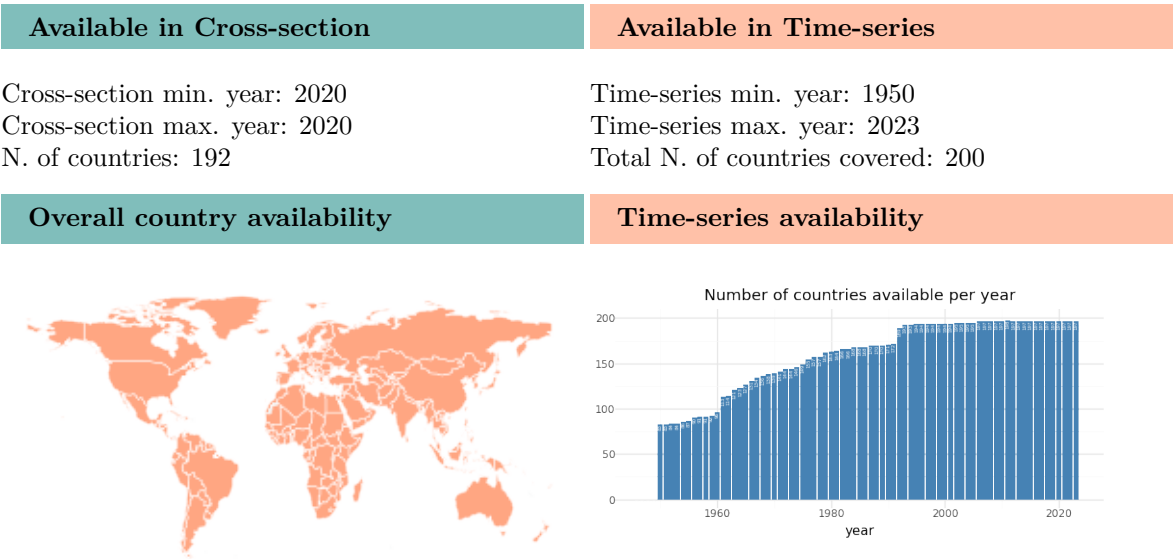 Available in Cross-section
Available in Time-series
Cross-section min. year: 2020
Cross-section max. year: 2020
N. of countries: 192
Time-series min. year: 1950
Time-series max. year: 2023
Total N. of countries covered: 200
Overall country availability
Time-series availability
Number of countries available per year
200
150
100
50
0
1960
1980
2000
2020
year